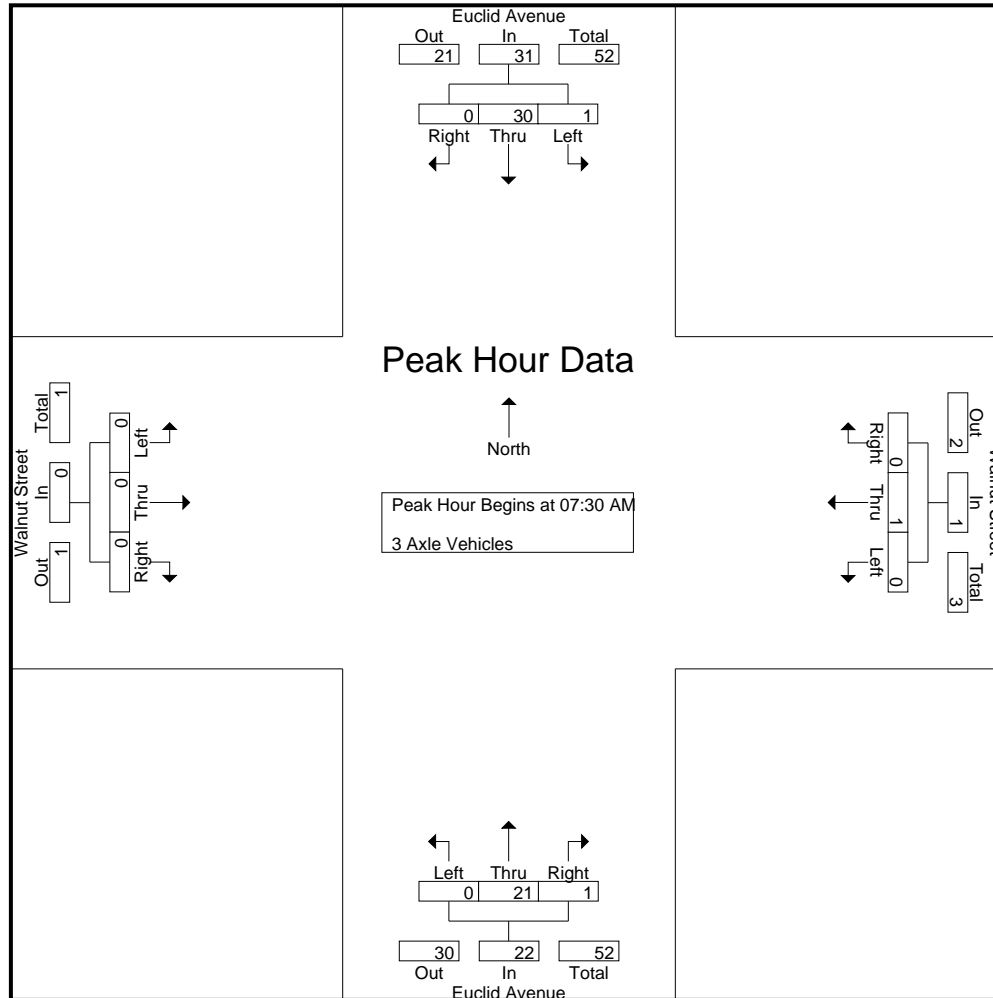 Euclid Avenue
Out In Total
21 31 52
0 30 1
Right Thru Left
Peak Hour Data
North
Peak Hour Begins at 07:30 AM
3 Axle Vehicles
Walnut Street
Total In Out
1 0 1
0 0 0
Left Thru Right
Right Thru Left
0 1 0
2 1 3
Out In Total
Walnut Street
Left Thru Right
0 21 1
30 22 52
Out In Total
Euclid Avenue